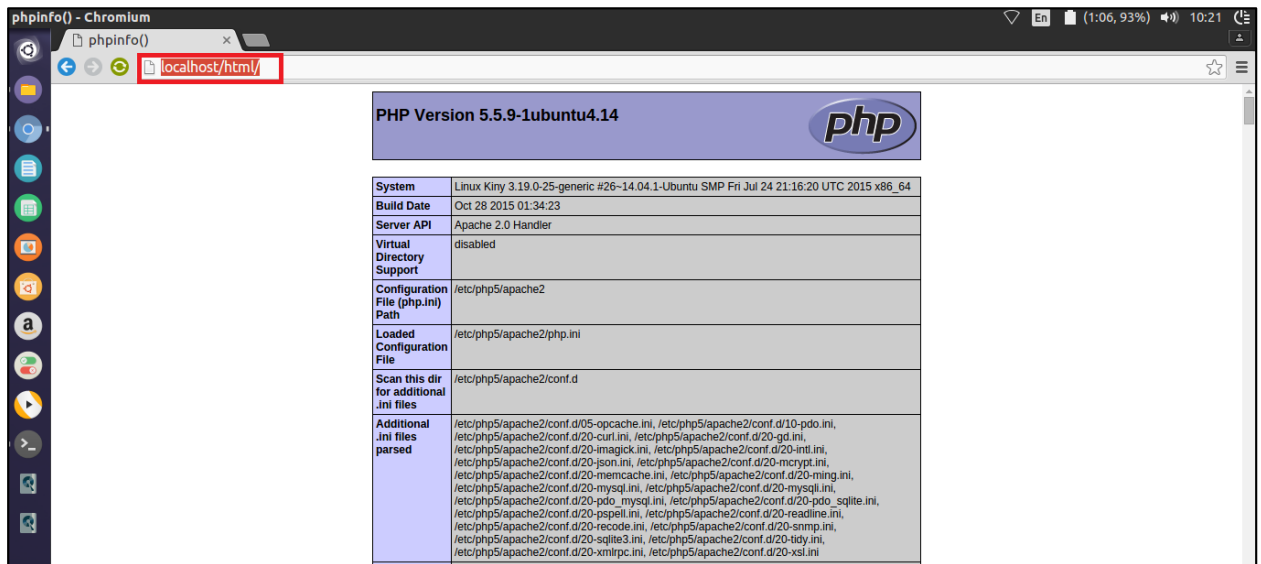 phpinfo() - Chromium
En (1:06, 93%) 10:21
phpinfo() ×
localhost/html/
PHP Version 5.5.9-1ubuntu4.14
php
System Linux Kiny 3.19.0-25-generic #26~14.04.1-Ubuntu SMP Fri Jul 24 21:16:20 UTC 2015 x86_64
Build Date Oct 28 2015 01:34:23
Server API Apache 2.0 Handler
Virtual disabled
Directory
Support
Configuration /etc/php5/apache2
File (php.ini)
Path
Loaded /etc/php5/apache2/php.ini
Configuration
File
Scan this dir /etc/php5/apache2/conf.d
for additional
.ini files
Additional /etc/php5/apache2/conf.d/05-opcache.ini, /etc/php5/apache2/conf.d/10-pdo.ini,
.ini files /etc/php5/apache2/conf.d/20-curl.ini, /etc/php5/apache2/conf.d/20-gd.ini,
parsed /etc/php5/apache2/conf.d/20-imagick.ini, /etc/php5/apache2/conf.d/20-intl.ini,
/etc/php5/apache2/conf.d/20-json.ini, /etc/php5/apache2/conf.d/20-mcrypt.ini,
/etc/php5/apache2/conf.d/20-memcache.ini, /etc/php5/apache2/conf.d/20-ming.ini,
/etc/php5/apache2/conf.d/20-mysql.ini, /etc/php5/apache2/conf.d/20-mysqli.ini,
/etc/php5/apache2/conf.d/20-pdo_mysql.ini, /etc/php5/apache2/conf.d/20-pdo_sqlite.ini,
/etc/php5/apache2/conf.d/20-pspell.ini, /etc/php5/apache2/conf.d/20-readline.ini,
/etc/php5/apache2/conf.d/20-recode.ini, /etc/php5/apache2/conf.d/20-snmp.ini,
/etc/php5/apache2/conf.d/20-sqlite3.ini, /etc/php5/apache2/conf.d/20-tidy.ini,
/etc/php5/apache2/conf.d/20-xmlrpc.ini, /etc/php5/apache2/conf.d/20-xsl.ini
a